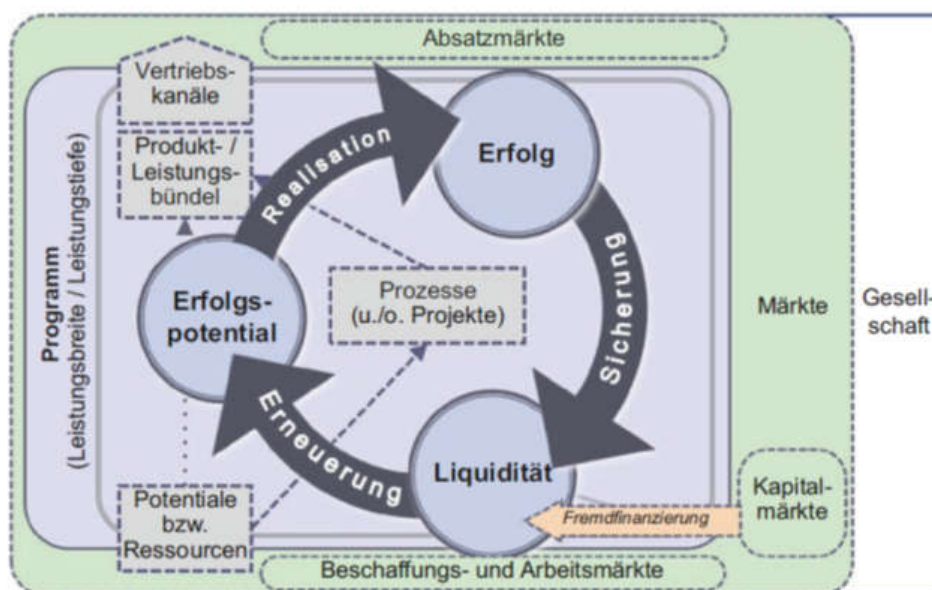 Absatzmärkte
Vertriebs-
kanäle
Produkt- /
Leistungs-
bündel
Programm
(Leistungsbreite / Leistungstiefe)
Realisation
Erfolg
Erfolgs-
potential
Prozesse
(u./o. Projekte)
Sicherung
Märkte
Gesell-
schaft
Erneuerung
Liquidität
Potentiale
bzw.
Ressourcen
Fremdfinanzierung
Kapital-
märkte
Beschaffungs- und Arbeitsmärkte